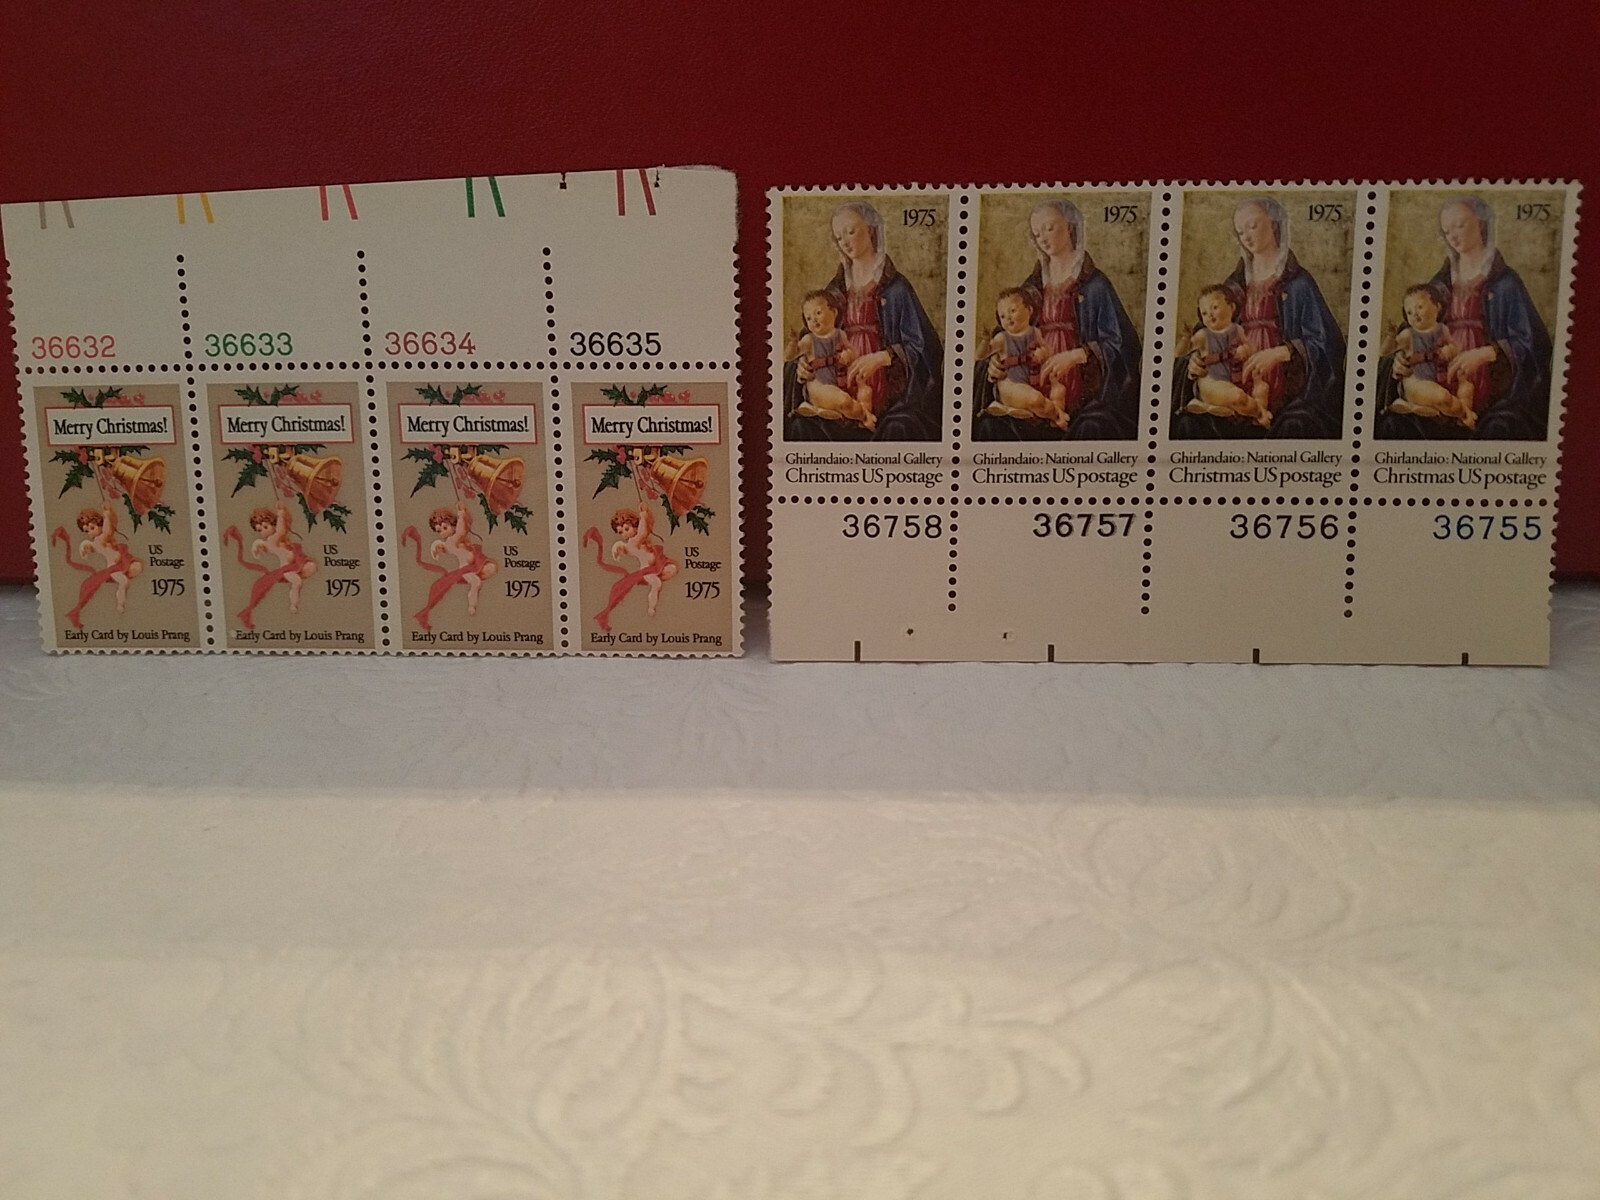 36632 36633 36634 36635
Merry Christmas! Merry Christmas! Merry Christmas! Merry Christmas!
US US US US
Postage Postage Postage Postage
1975 1975 1975 1975
Early Card by Louis Prang Early Card by Louis Prang Early Card by Louis Prang Early Card by Louis Prang
1975 1975 1975 1975
Ghirlandaio: National Gallery Ghirlandaio: National Gallery Ghirlandaio: National Gallery Ghirlandaio: National Gallery
Christmas US postage Christmas US postage Christmas US postage Christmas US postage
36758 36757 36756 36755